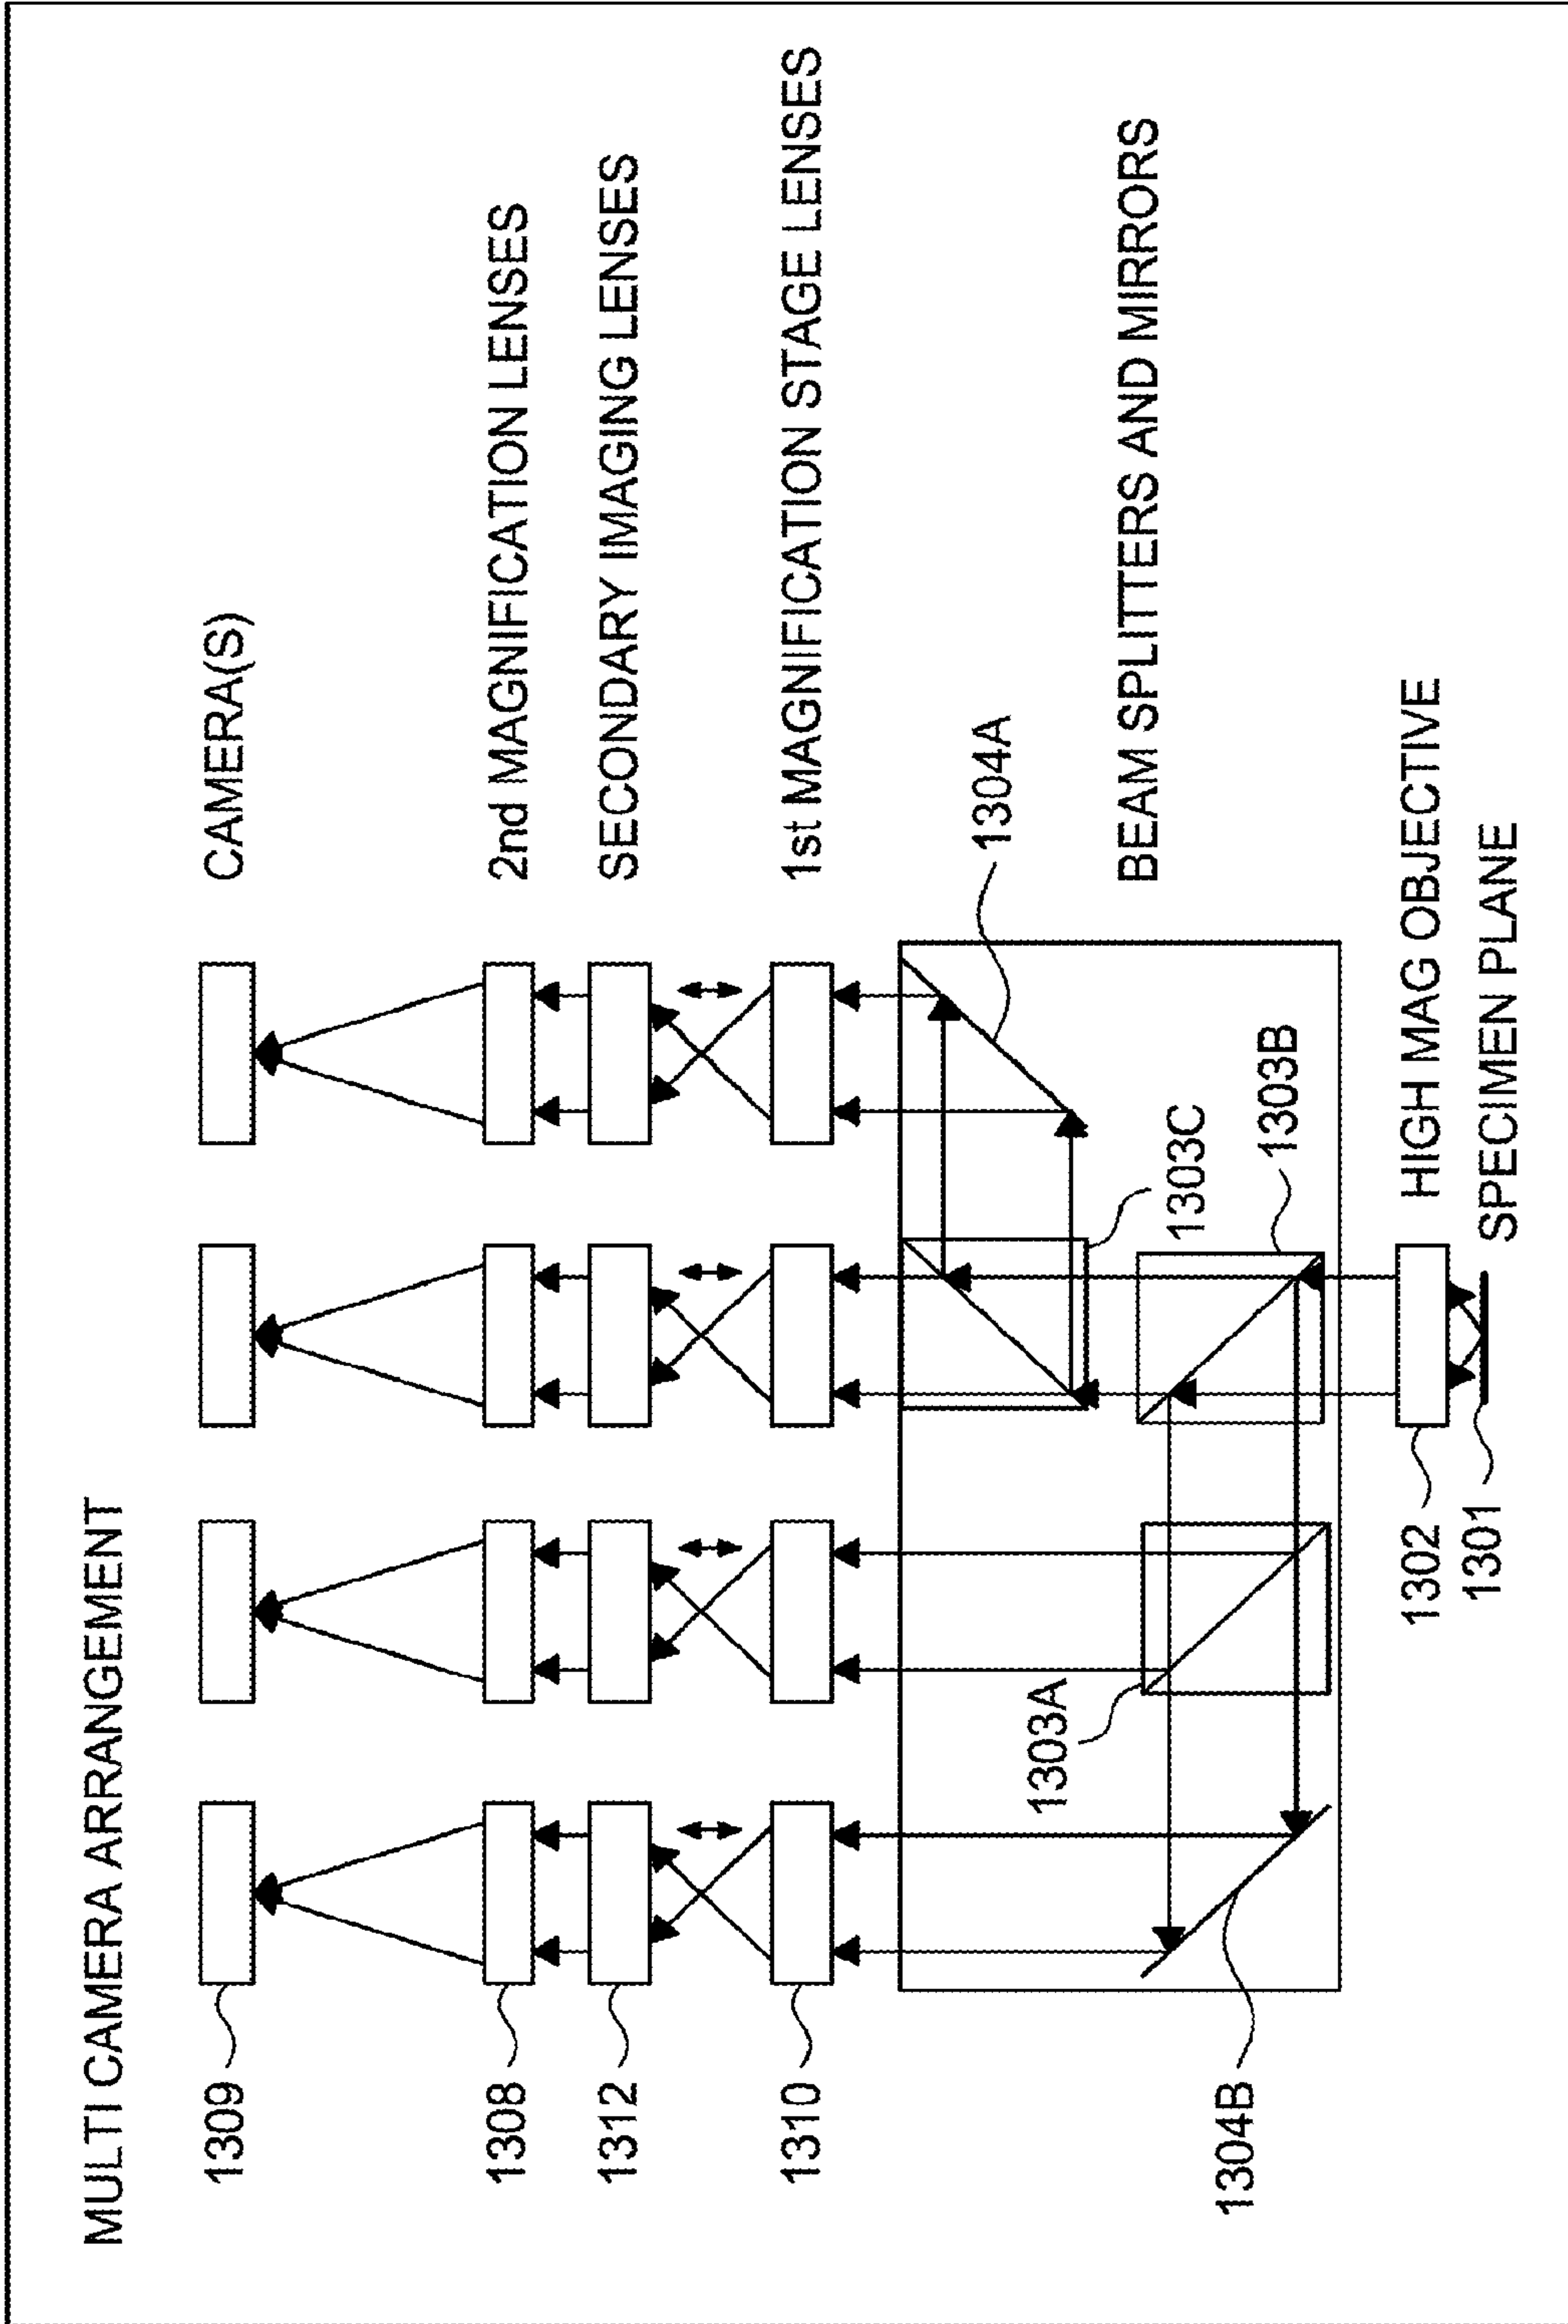 MULTI CAMERA ARRANGEMENT
1309
CAMERA(S)
1308
2nd MAGNIFICATION LENSES
1312
SECONDARY IMAGING LENSES
1310
1st MAGNIFICATION STAGE LENSES
1304A
1303A
1303C
BEAM SPLITTERS AND MIRRORS
1304B
1303B
1302
HIGH MAG OBJECTIVE
1301
SPECIMEN PLANE